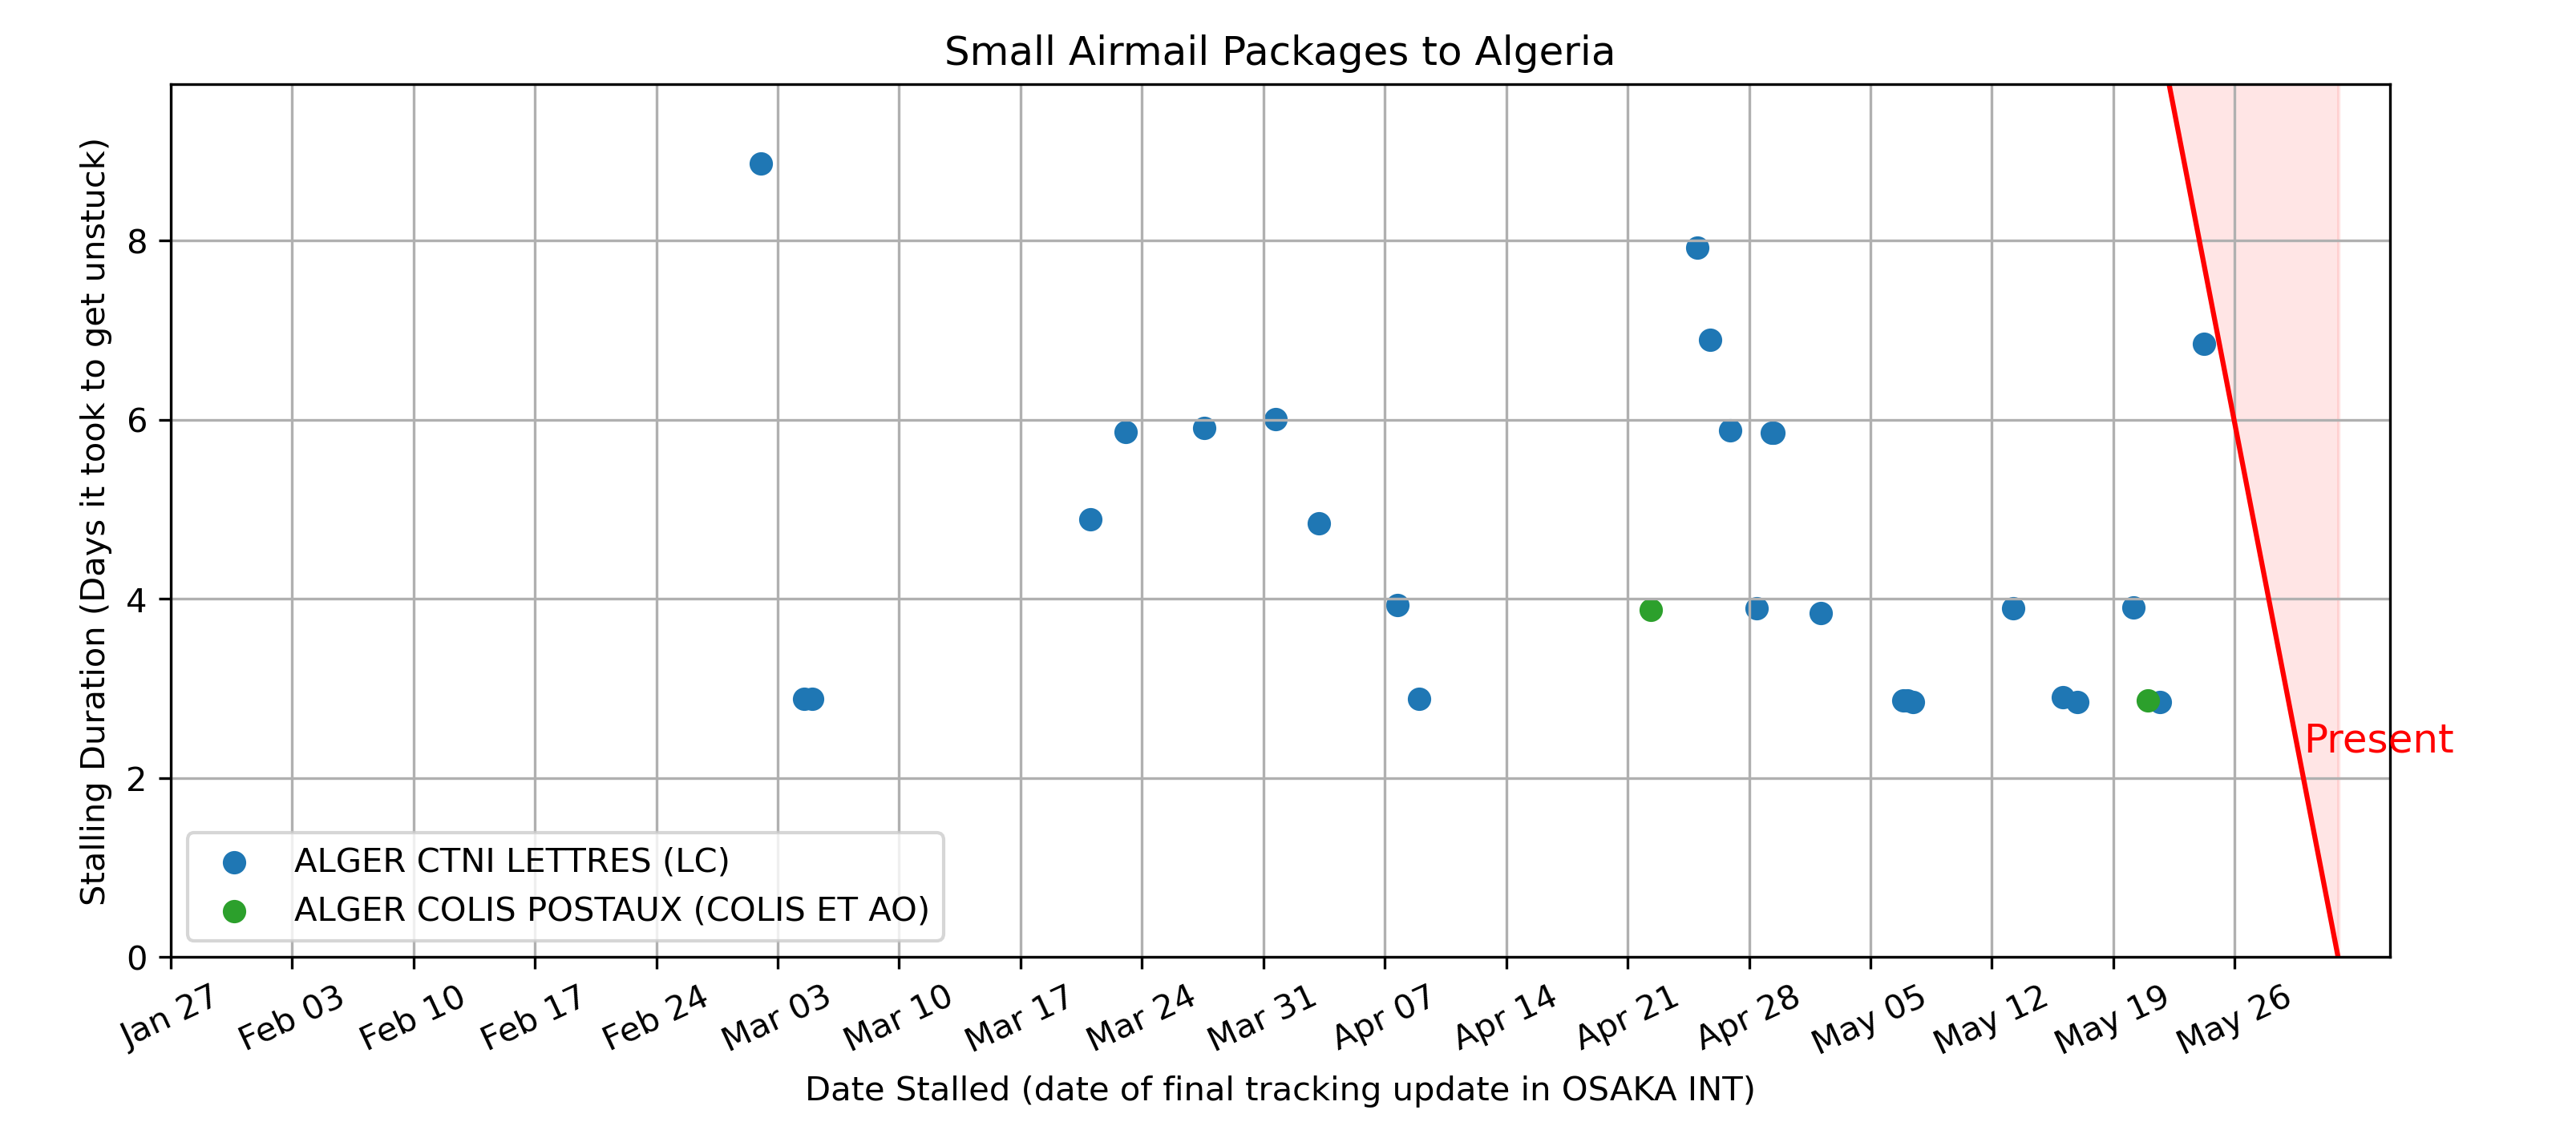 Small Airmail Packages to Algeria
Stalling Duration (Days it took to get unstuck)
8
6
4
2
0
Present
ALGER CTNI LETTRES (LC)
ALGER COLIS POSTAUX (COLIS ET AO)
Jan 27
Feb 03
Feb 10
Feb 17
Feb 24
Mar 03
Mar 10
Mar 17
Mar 24
Mar 31
Apr 07
Apr 14
Apr 21
Apr 28
May 05
May 12
May 19
May 26
Date Stalled (date of final tracking update in OSAKA INT)